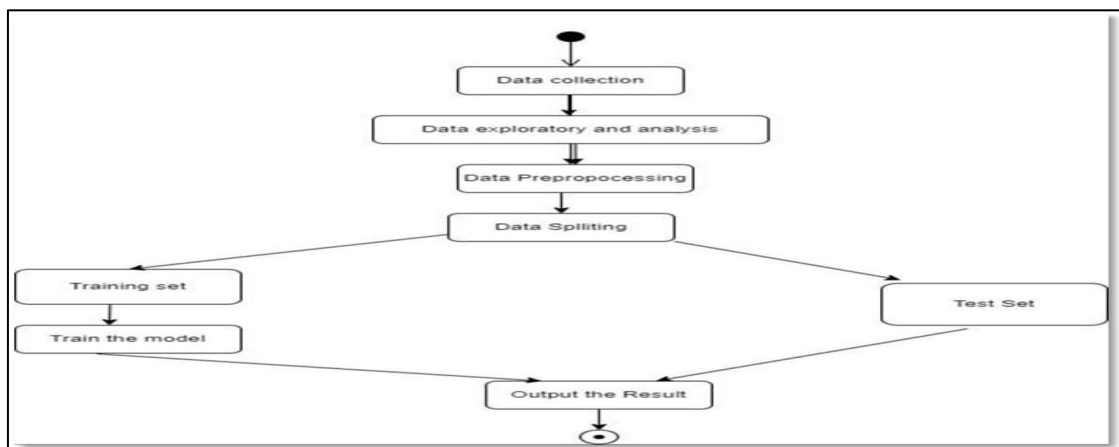 Data collection
Data exploratory and analysis
Data Prepropocessing
Data Splliting
Training set
Test Set
Train the model
Output the Result